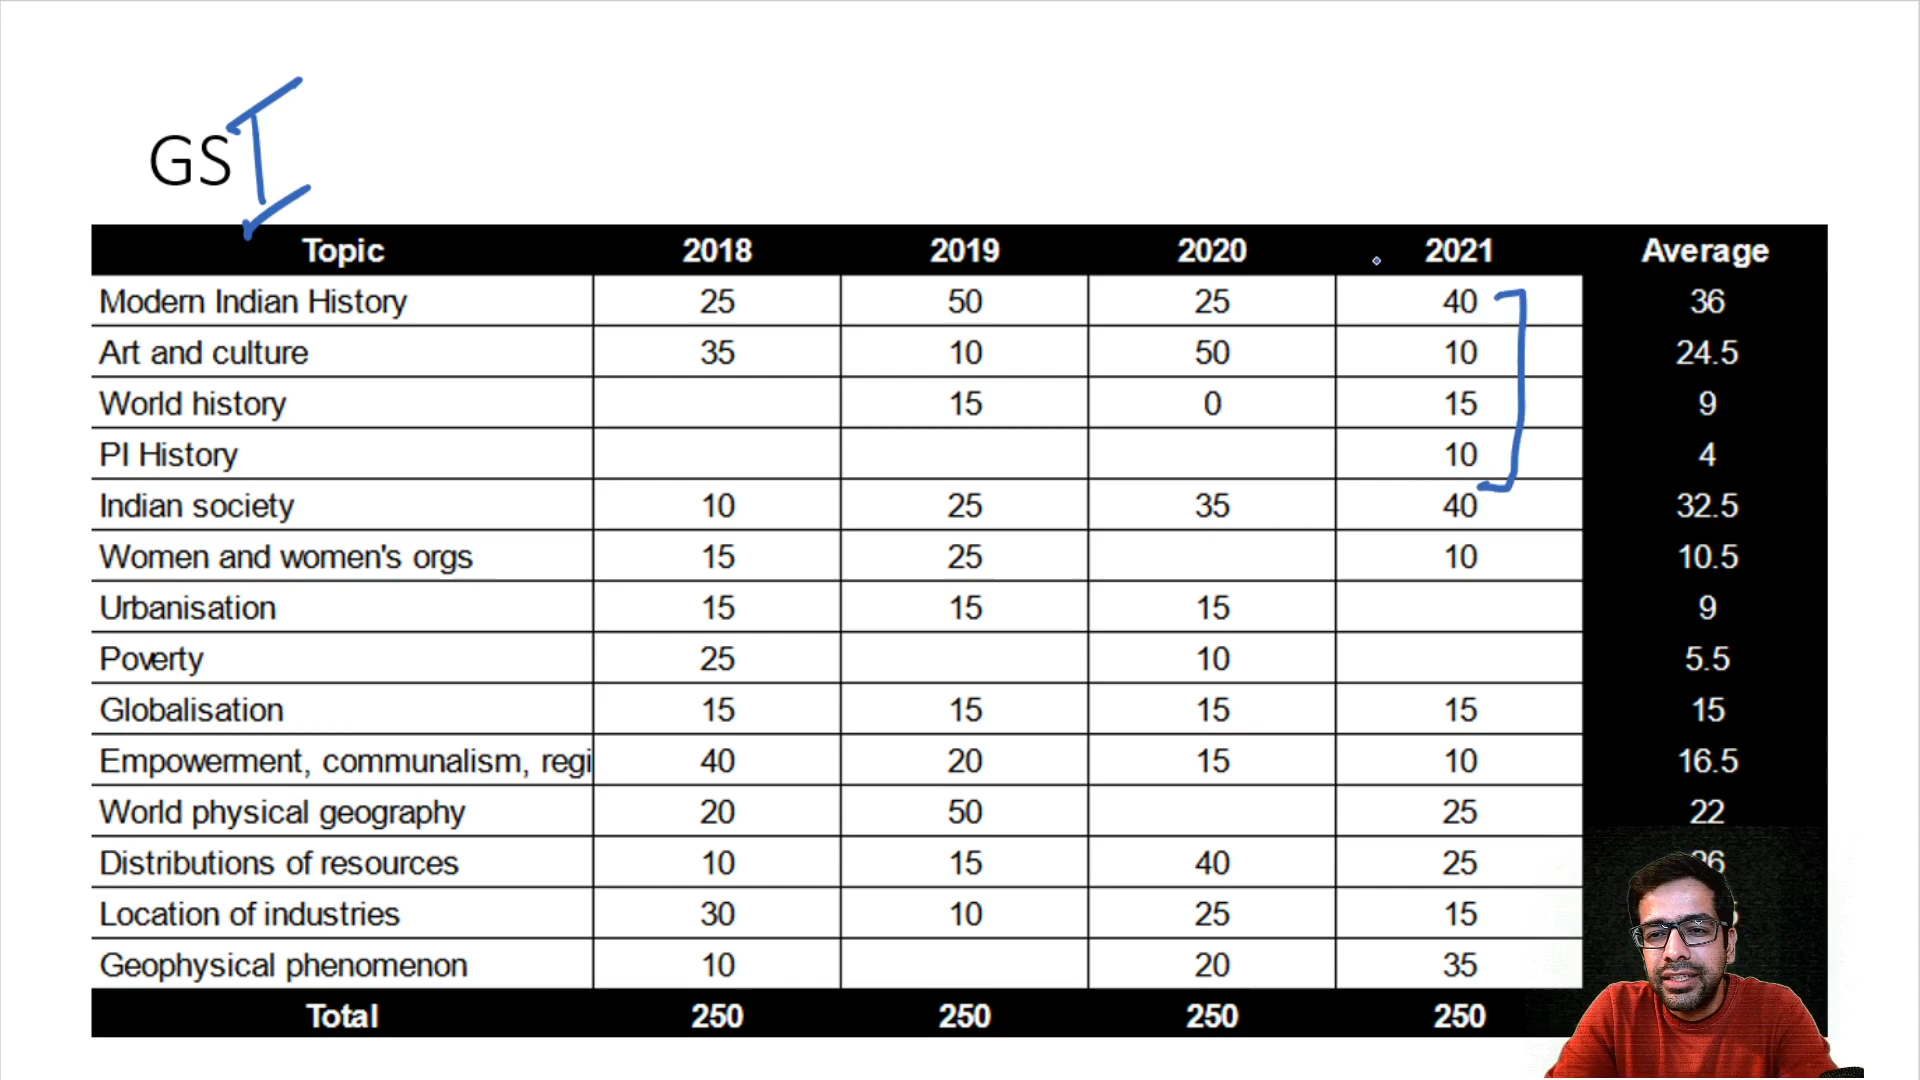 GS I
Topic 2018 2019 2020 2021 Average
Modern Indian History 25 50 25 40 36
Art and culture 35 10 50 10 24.5
World history 15 0 15 9
PI History 10 4
Indian society 10 25 35 40 32.5
Women and women's orgs 15 25 10 10.5
Urbanisation 15 15 15 9
Poverty 25 10 5.5
Globalisation 15 15 15 15 15
Empowerment, communalism, regi 40 20 15 10 16.5
World physical geography 20 50 25 22
Distributions of resources 10 15 40 25
Location of industries 30 10 25 15
Geophysical phenomenon 10 20 35
Total 250 250 250 250